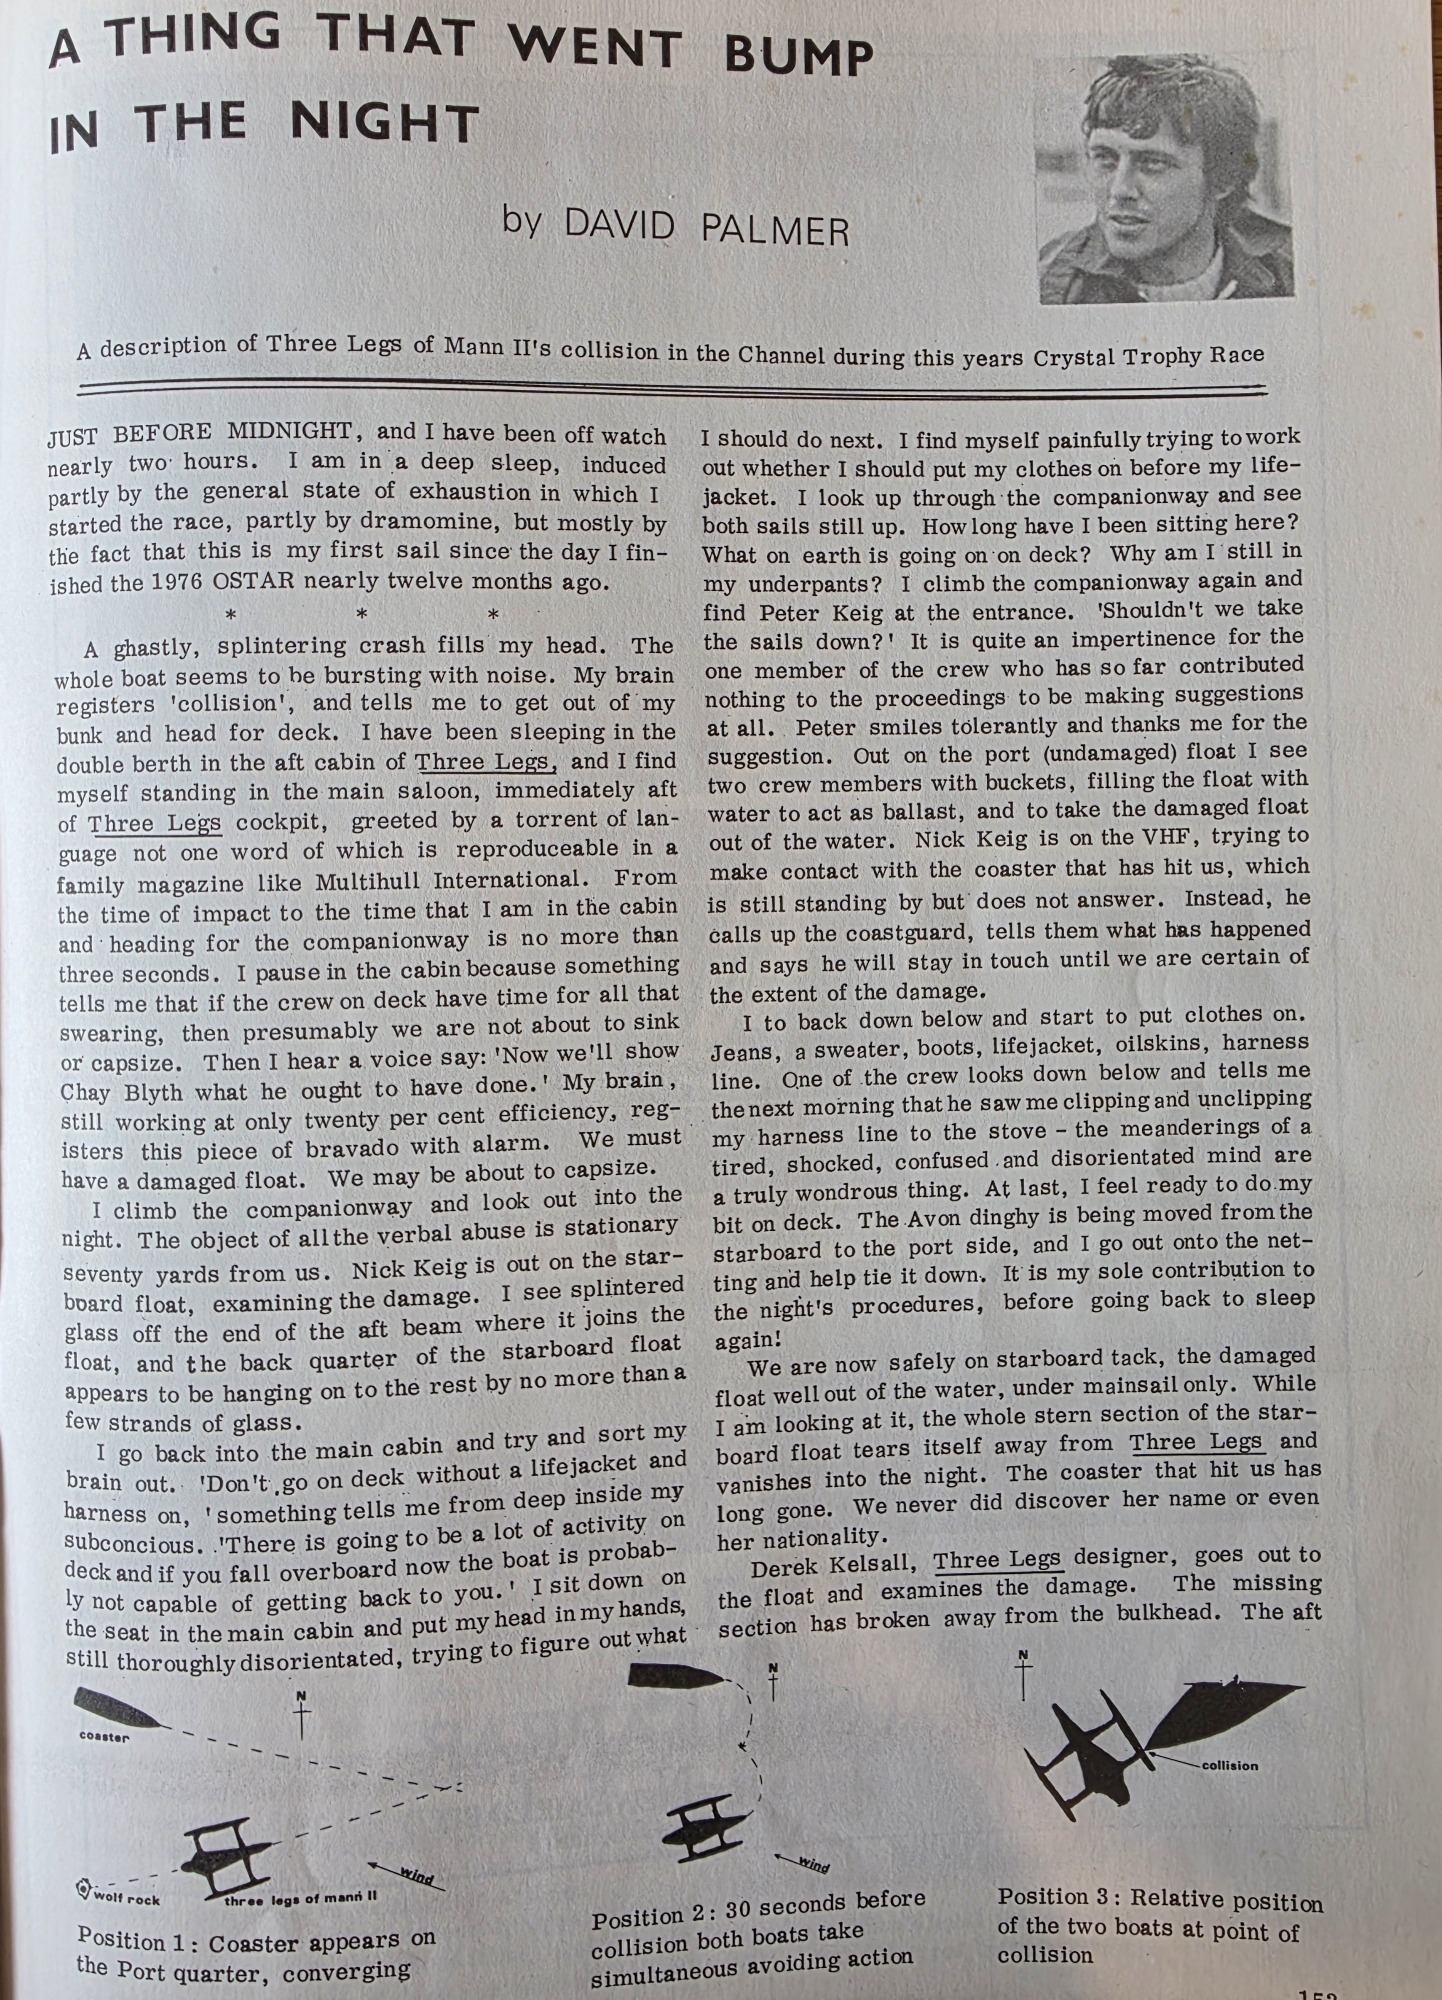 A THING THAT WENT BUMP
IN THE NIGHT
by DAVID PALMER
A description of Three Legs of Mann II's collision in the Channel during this years Crystal Trophy Race
JUST BEFORE MIDNIGHT, and I have been off watch
nearly two hours. I am in a deep sleep, induced
partly by the general state of exhaustion in which I
started the race, partly by dramomine, but mostly by
the fact that this is my first sail since the day I fin-
ished the 1976 OSTAR nearly twelve months ago.
* * *
A ghastly, splintering crash fills my head. The
whole boat seems to be bursting with noise. My brain
registers 'collision', and tells me to get out of my
bunk and head for deck. I have been sleeping in the
double berth in the aft cabin of Three Legs, and I find
myself standing in the main saloon, immediately aft
of Three Legs cockpit, greeted by a torrent of lan-
guage not one word of which is reproduceable in a
family magazine like Multihull International. From
the time of impact to the time that I am in the cabin
and heading for the companionway is no more than
three seconds. I pause in the cabin because something
tells me that if the crew on deck have time for all that
swearing, then presumably we are not about to sink
or capsize. Then I hear a voice say: 'Now we'll show
Chay Blyth what he ought to have done.' My brain,
still working at only twenty per cent efficiency, reg-
isters this piece of bravado with alarm. We must
have a damaged float. We may be about to capsize.
I climb the companionway and look out into the
night. The object of all the verbal abuse is stationary
seventy yards from us. Nick Keig is out on the star-
board float, examining the damage. I see splintered
glass off the end of the aft beam where it joins the
float, and the back quarter of the starboard float
appears to be hanging on to the rest by no more than a
few strands of glass.
I go back into the main cabin and try and sort my
brain out. 'Don't go on deck without a lifejacket and
harness on, ' something tells me from deep inside my
subconcious. 'There is going to be a lot of activity on
deck and if you fall overboard now the boat is probab-
ly not capable of getting back to you.' I sit down on
the seat in the main cabin and put my head in my hands,
still thoroughly disorientated, trying to figure out what
I should do next. I find myself painfully trying to work
out whether I should put my clothes on before my life-
jacket. I look up through the companionway and see
both sails still up. How long have I been sitting here?
What on earth is going on on deck? Why am I still in
my underpants? I climb the companionway again and
find Peter Keig at the entrance. 'Shouldn't we take
the sails down?' It is quite an impertinence for the
one member of the crew who has so far contributed
nothing to the proceedings to be making suggestions
at all. Peter smiles tolerantly and thanks me for the
suggestion. Out on the port (undamaged) float I see
two crew members with buckets, filling the float with
water to act as ballast, and to take the damaged float
out of the water. Nick Keig is on the VHF, trying to
make contact with the coaster that has hit us, which
is still standing by but does not answer. Instead, he
calls up the coastguard, tells them what has happened
and says he will stay in touch until we are certain of
the extent of the damage.
I to back down below and start to put clothes on.
Jeans, a sweater, boots, lifejacket, oilskins, harness
line. One of the crew looks down below and tells me
the next morning that he saw me clipping and unclipping
my harness line to the stove - the meanderings of a
tired, shocked, confused and disorientated mind are
a truly wondrous thing. At last, I feel ready to do my
bit on deck. The Avon dinghy is being moved from the
starboard to the port side, and I go out onto the net-
ting and help tie it down. It is my sole contribution to
the night's procedures, before going back to sleep
again!
We are now safely on starboard tack, the damaged
float well out of the water, under mainsail only. While
I am looking at it, the whole stern section of the star-
board float tears itself away from Three Legs and
vanishes into the night. The coaster that hit us has
long gone. We never did discover her name or even
her nationality.
Derek Kelsall, Three Legs designer, goes out to
the float and examines the damage. The missing
section has broken away from the bulkhead. The aft
N
coaster
wind
wolf rock
three legs of mann II
Position 1: Coaster appears on
the Port quarter, converging
N
wind
Position 2: 30 seconds before
collision both boats take
simultaneous avoiding action
N
collision
Position 3: Relative position
of the two boats at point of
collision